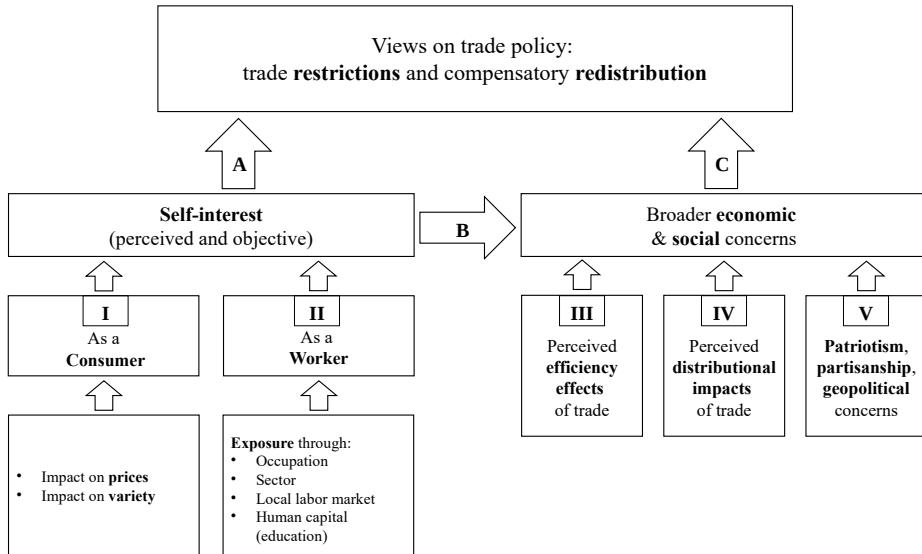 Views on trade policy:
trade restrictions and compensatory redistribution
A
C
Self-interest
(perceived and objective)
B
Broader economic
& social concerns
I
As a
Consumer
II
As a
Worker
III
Perceived
efficiency
effects
of trade
IV
Perceived
distributional
impacts
of trade
V
Patriotism,
partisanship,
geopolitical
concerns
• Impact on prices
• Impact on variety
Exposure through:
• Occupation
• Sector
• Local labor market
• Human capital
(education)